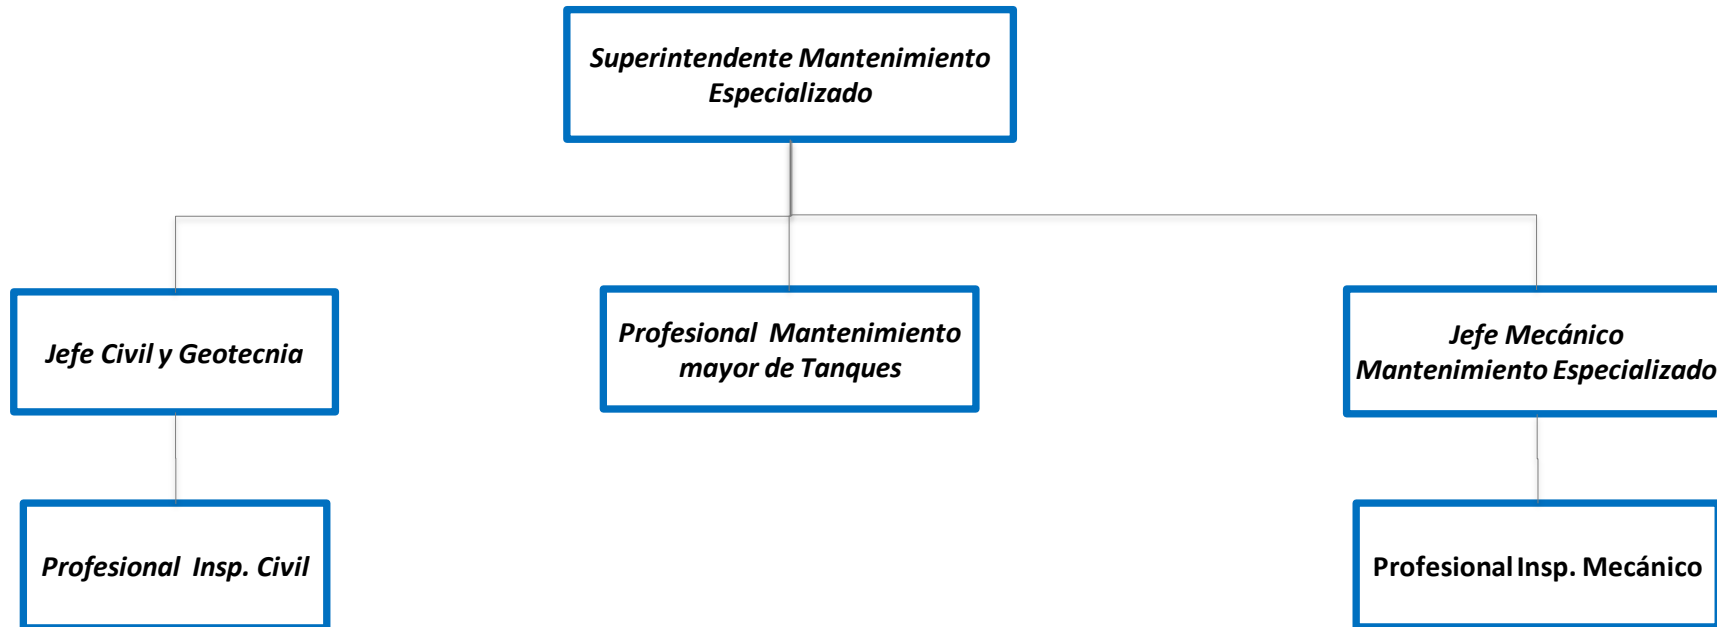 Superintendente Mantenimiento
Especializado
Jefe Civil y Geotecnia
Profesional Mantenimiento
mayor de Tanques
Jefe Mecánico
Mantenimiento Especializado
Profesional Insp. Civil
Profesional Insp. Mecánico